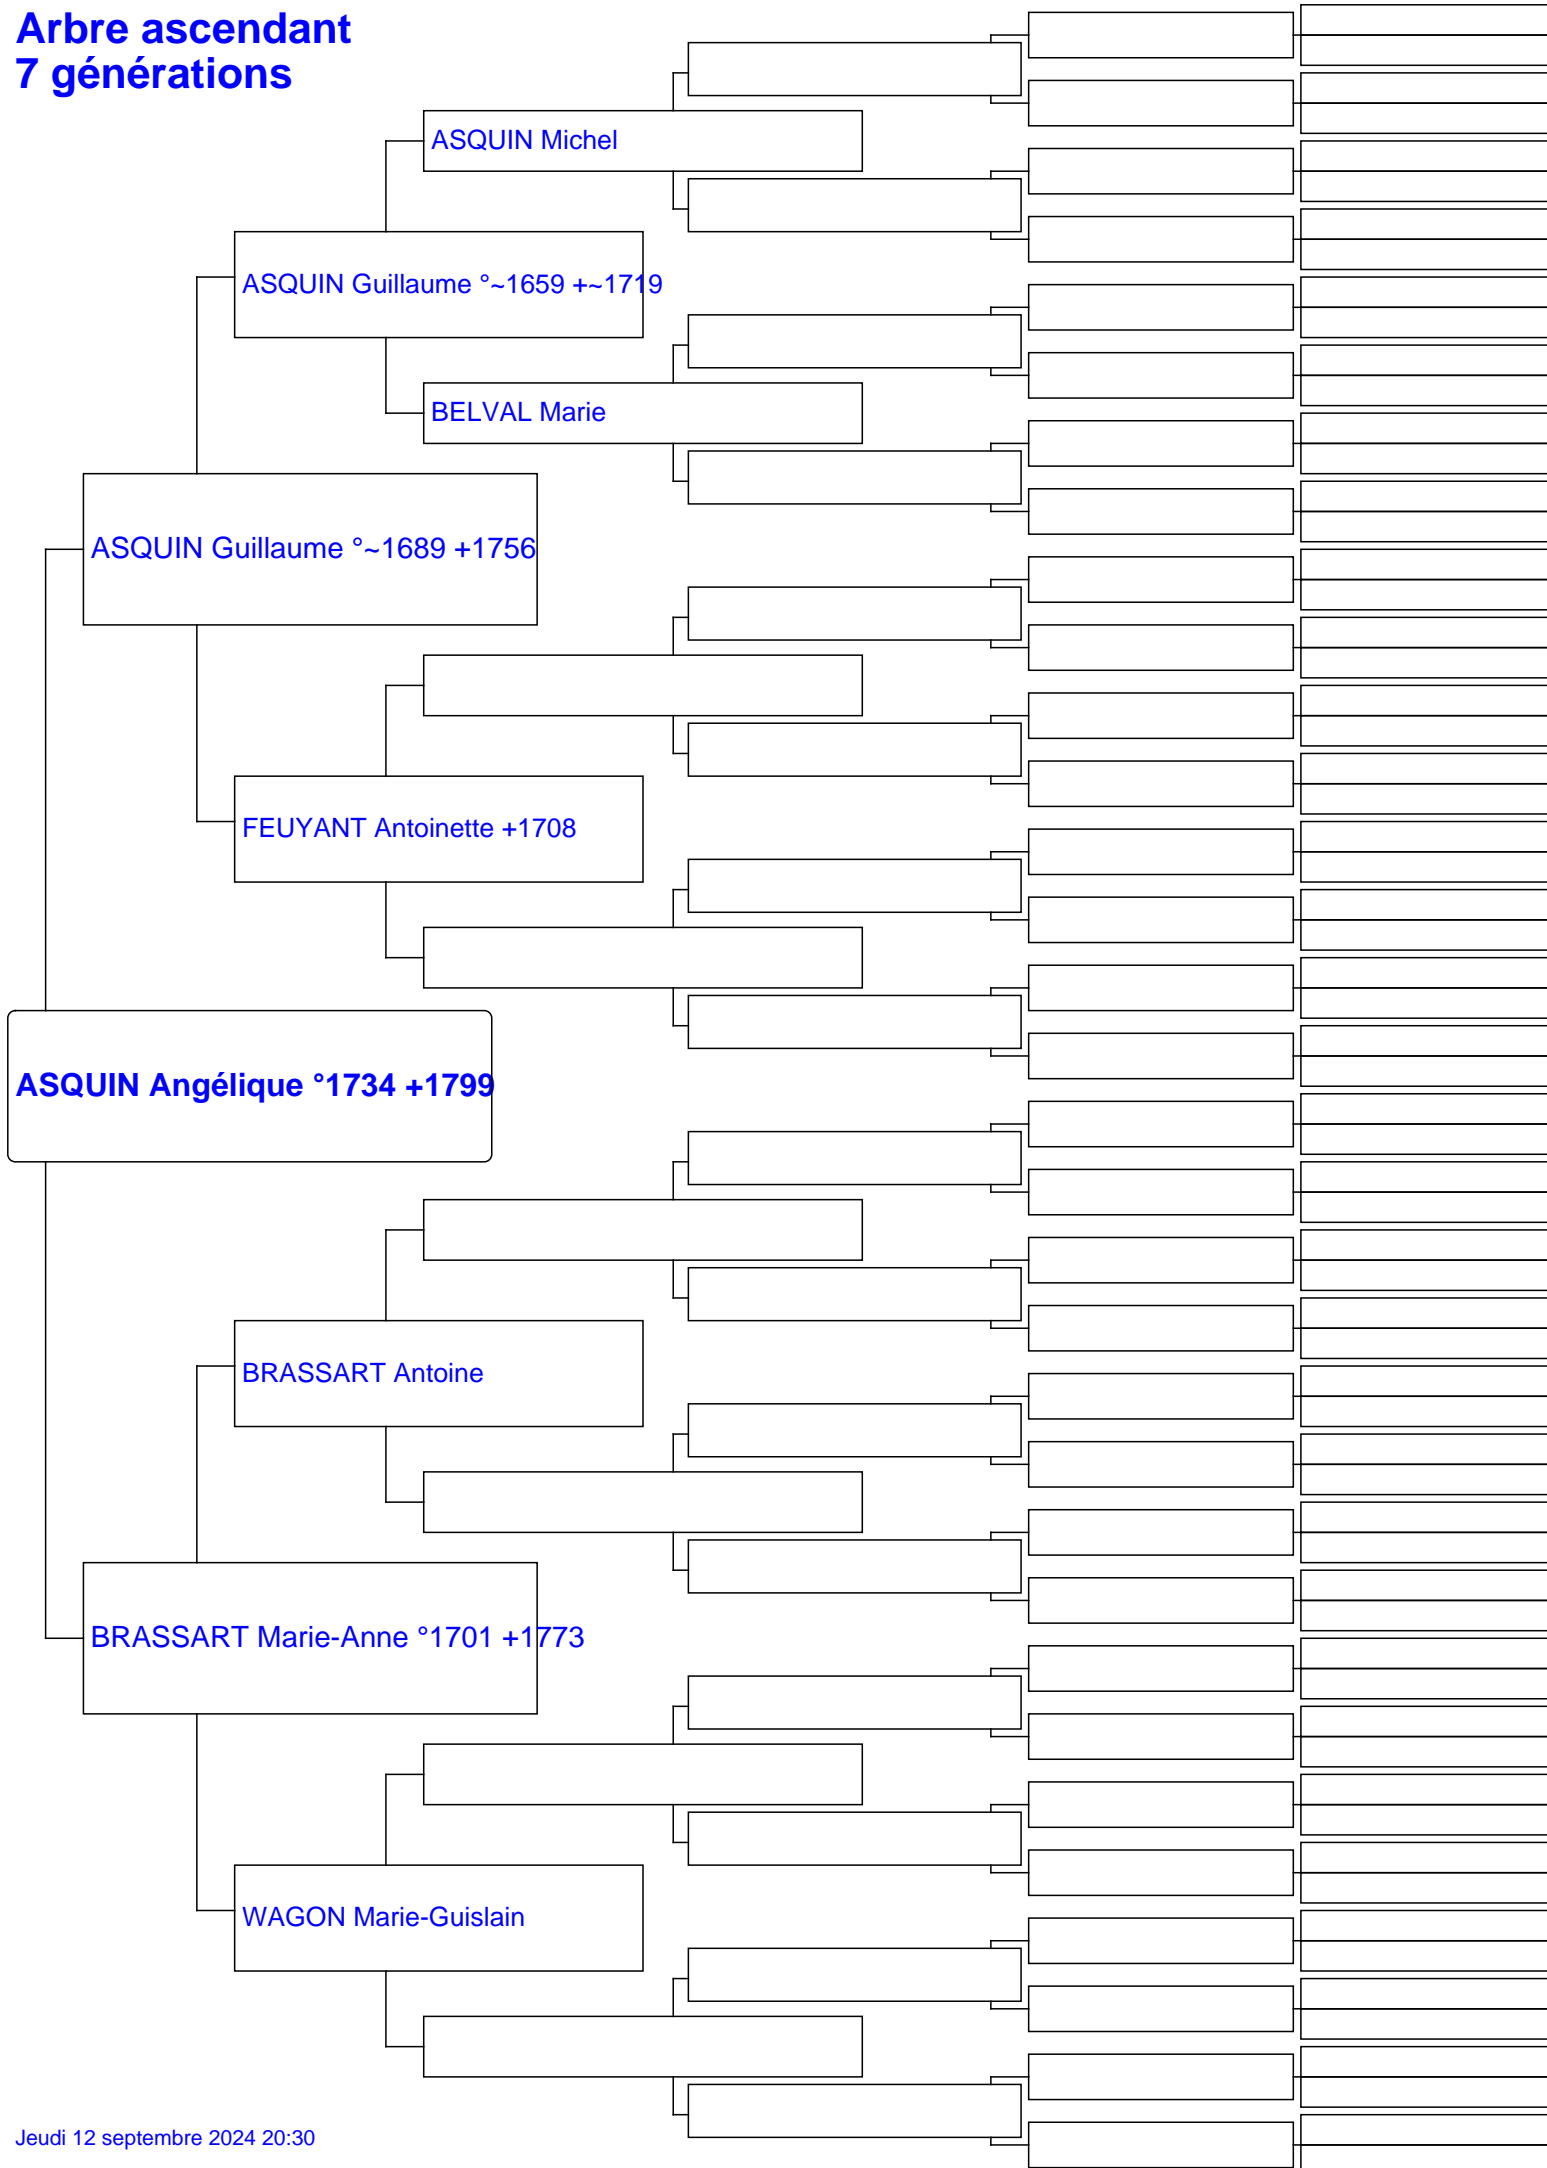 Arbre ascendant
7 générations
ASQUIN Michel
ASQUIN Guillaume °~1659 +~1719
BELVAL Marie
ASQUIN Guillaume °~1689 +1756
FEUYANT Antoinette +1708
ASQUIN Angélique °1734 +1799
BRASSART Antoine
BRASSART Marie-Anne °1701 +1773
WAGON Marie-Guislain
Jeudi 12 septembre 2024 20:30